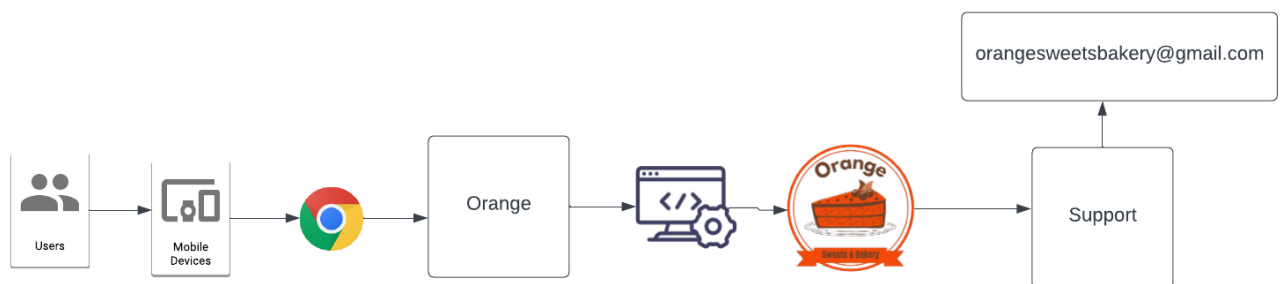 Users
Mobile
Devices
Orange
</>
Orange
Sweets & Bakery
Support
orangesweetsbakery@gmail.com